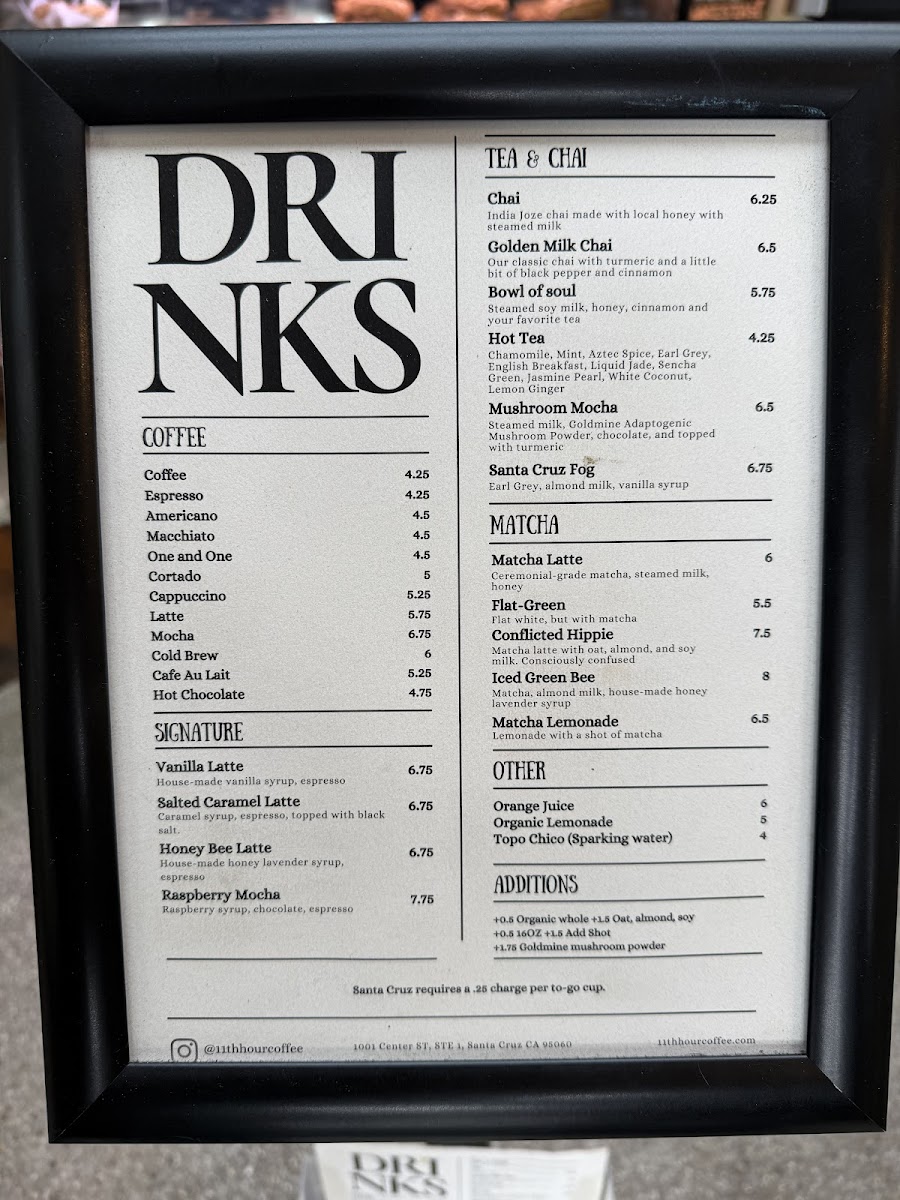 DRI
NKS
COFFEE
Coffee 4.25
Espresso 4.25
Americano 4.5
Macchiato 4.5
One and One 4.5
Cortado 5
Cappuccino 5.25
Latte 5.75
Mocha 6.75
Cold Brew 6
Cafe Au Lait 5.25
Hot Chocolate 4.75
SIGNATURE
Vanilla Latte 6.75
House-made vanilla syrup, espresso
Salted Caramel Latte 6.75
Caramel syrup, espresso, topped with black
salt.
Honey Bee Latte 6.75
House-made honey lavender syrup,
espresso
Raspberry Mocha 7.75
Raspberry syrup, chocolate, espresso
TEA & CHAI
Chai 6.25
India Joze chai made with local honey with
steamed milk
Golden Milk Chai 6.5
Our classic chai with turmeric and a little
bit of black pepper and cinnamon
Bowl of soul 5.75
Steamed soy milk, honey, cinnamon and
your favorite tea
Hot Tea 4.25
Chamomile, Mint, Aztec Spice, Earl Grey,
English Breakfast, Liquid Jade, Sencha
Green, Jasmine Pearl, White Coconut,
Lemon Ginger
Mushroom Mocha 6.5
Steamed milk, Goldmine Adaptogenic
Mushroom Powder, chocolate, and topped
with turmeric
Santa Cruz Fog 6.75
Earl Grey, almond milk, vanilla syrup
MATCHA
Matcha Latte 6
Ceremonial-grade matcha, steamed milk,
honey
Flat-Green 5.5
Flat white, but with matcha
Conflicted Hippie 7.5
Matcha latte with oat, almond, and soy
milk. Consciously confused
Iced Green Bee 8
Matcha, almond milk, house-made honey
lavender syrup
Matcha Lemonade 6.5
Lemonade with a shot of matcha
OTHER
Orange Juice 6
Organic Lemonade 5
Topo Chico (Sparking water) 4
ADDITIONS
+0.5 Organic whole +1.5 Oat, almond, soy
+0.5 16OZ +1.5 Add Shot
+1.75 Goldmine mushroom powder
Santa Cruz requires a .25 charge per to-go cup.
@11thhourcoffee 1001 Center ST, STE 1, Santa Cruz CA 95060 11thhourcoffee.com
DRI
NKS